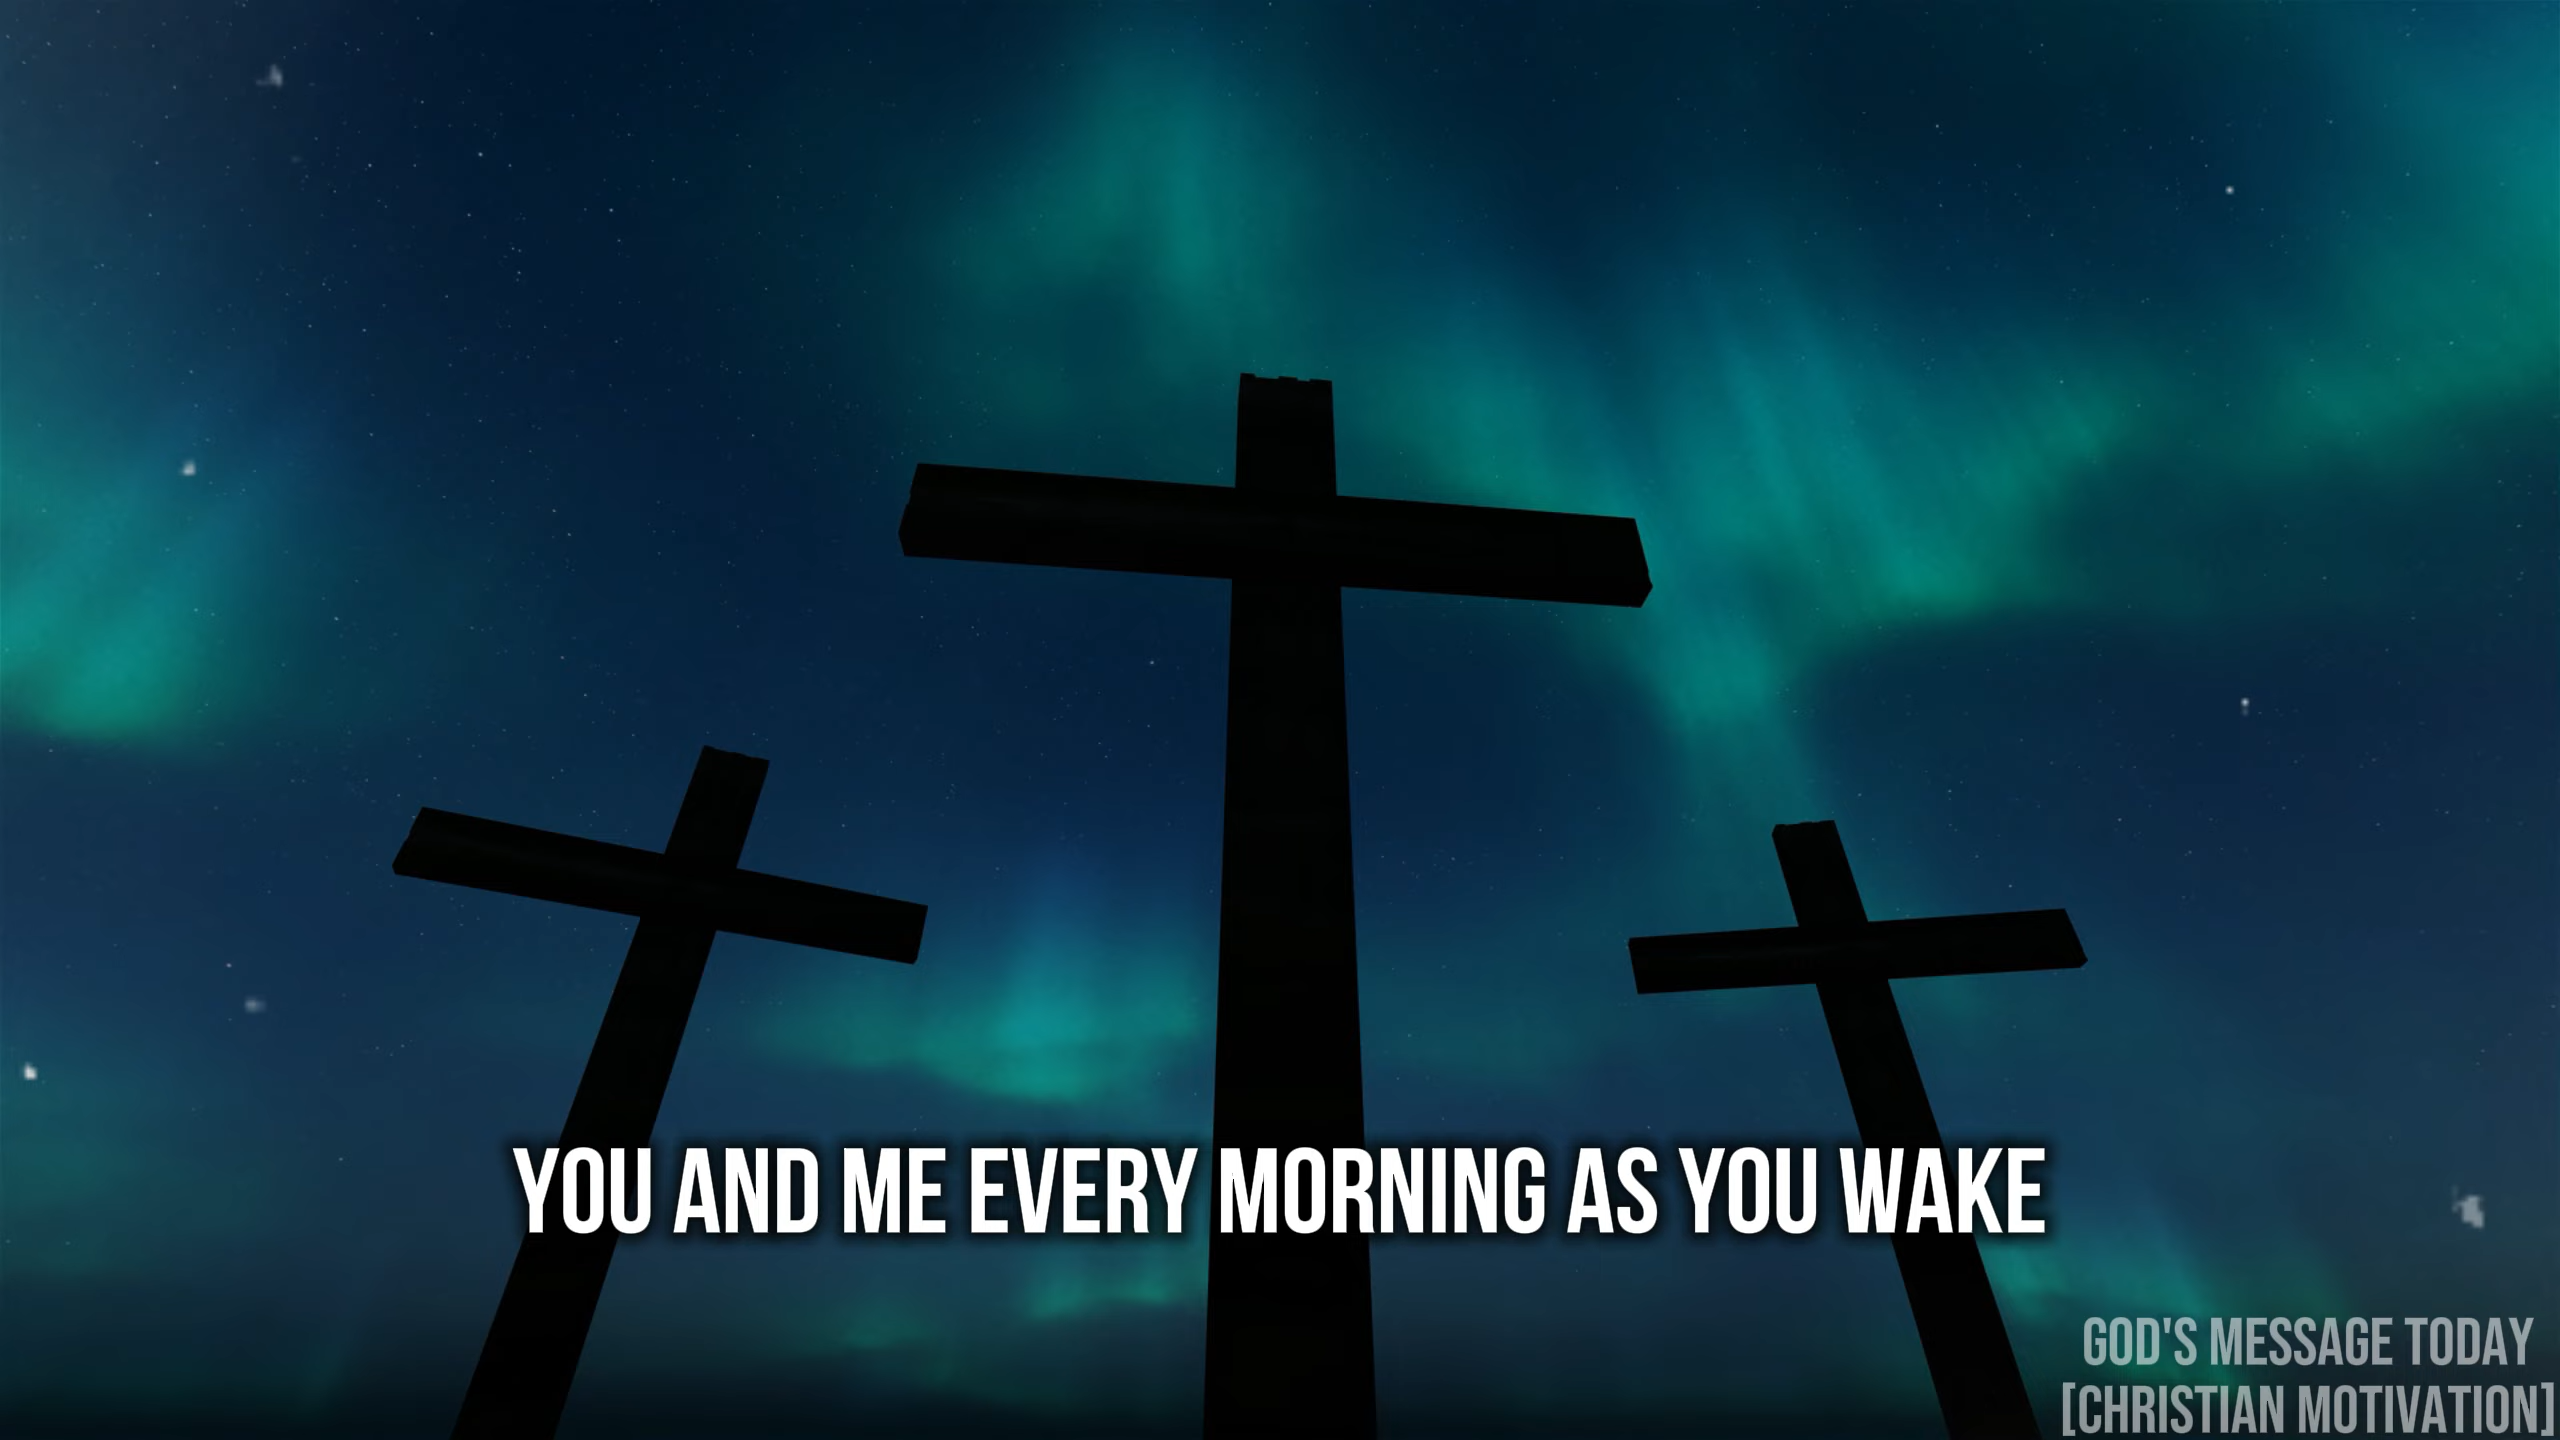 YOU AND ME EVERY MORNING AS YOU WAKE
GOD'S MESSAGE TODAY
[CHRISTIAN MOTIVATION]